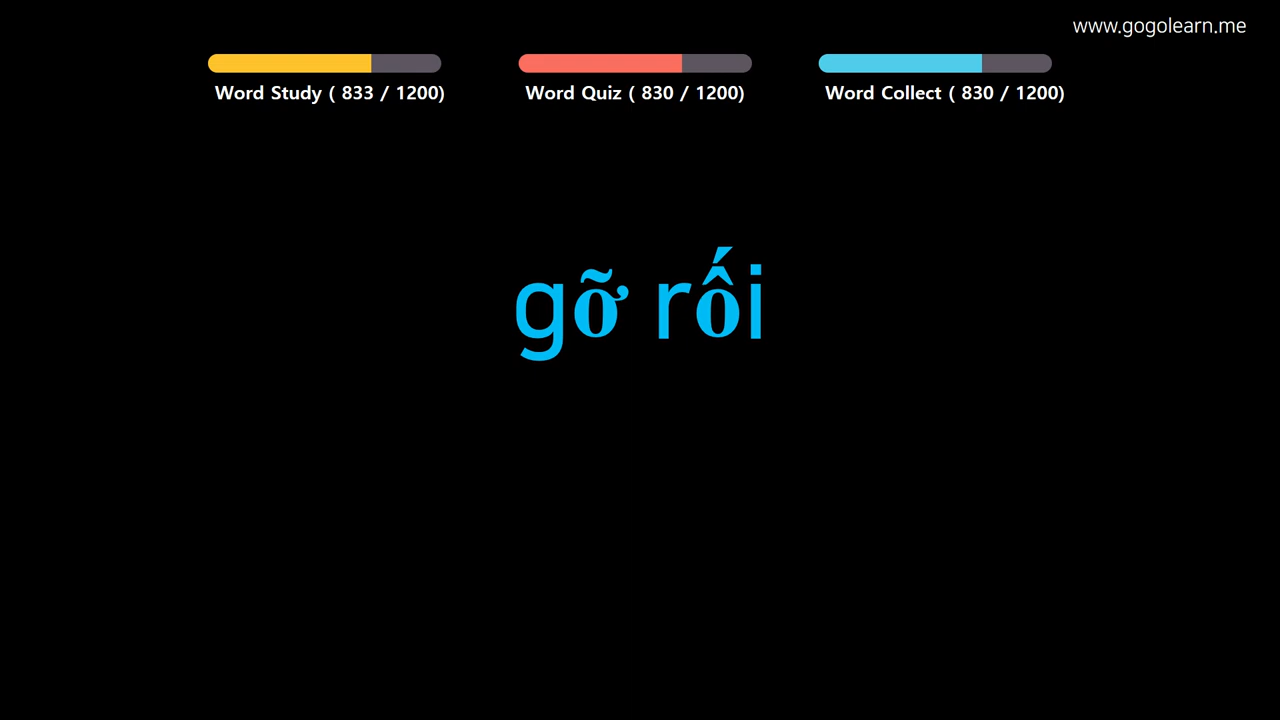 www.gogolearn.me
Word Study ( 833 / 1200)
Word Quiz ( 830 / 1200)
Word Collect ( 830 / 1200)
gỡ rối